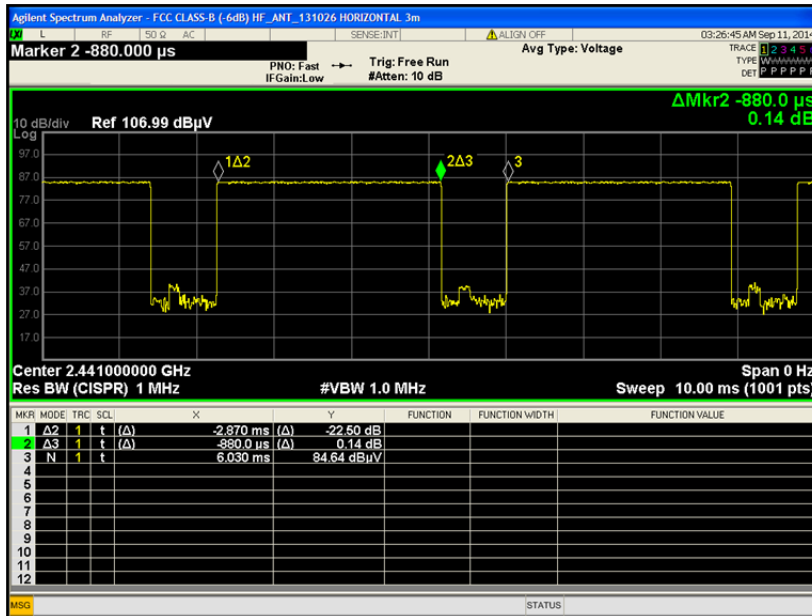 Agilent Spectrum Analyzer - FCC CLASS-B (-6dB) HF_ANT_131026 HORIZONTAL 3m
LXI L RF 50 Ω AC SENSE:INT ALIGN OFF 03:26:45 AM Sep 11, 2014
Marker 2 -880.000 µs
PNO: Fast
IFGain:Low
Trig: Free Run
#Atten: 10 dB
Avg Type: Voltage
TRACE 1 2 3 4 5
TYPE W
DET P P P P P
ΔMkr2 -880.0 µs
0.14 dB
10 dB/div Ref 106.99 dBµV
Log
97.0
87.0
77.0
67.0
57.0
47.0
37.0
27.0
17.0
1Δ2
2Δ3
3
Center 2.441000000 GHz Span 0 Hz
Res BW (CISPR) 1 MHz #VBW 1.0 MHz Sweep 10.00 ms (1001 pts)
MKR MODE TRC SCL X Y FUNCTION FUNCTION WIDTH FUNCTION VALUE
1 Δ2 1 t (Δ) -2.870 ms (Δ) -22.50 dB
2 Δ3 1 t (Δ) -880.0 µs (Δ) 0.14 dB
3 N 1 t 6.030 ms 84.64 dBµV
4
5
6
7
8
9
10
11
12
MSG STATUS